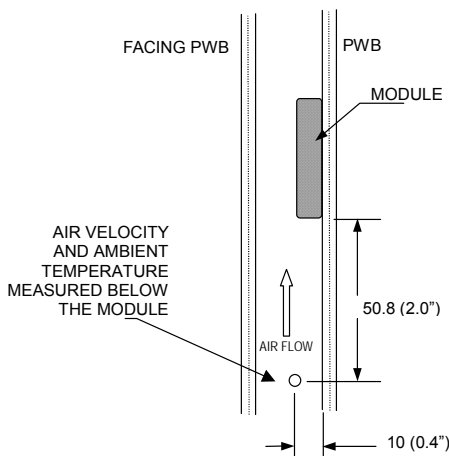 FACING PWB
PWB
MODULE
AIR VELOCITY
AND AMBIENT
TEMPERATURE
MEASURED BELOW
THE MODULE
50.8 (2.0”)
AIR FLOW
10 (0.4”)